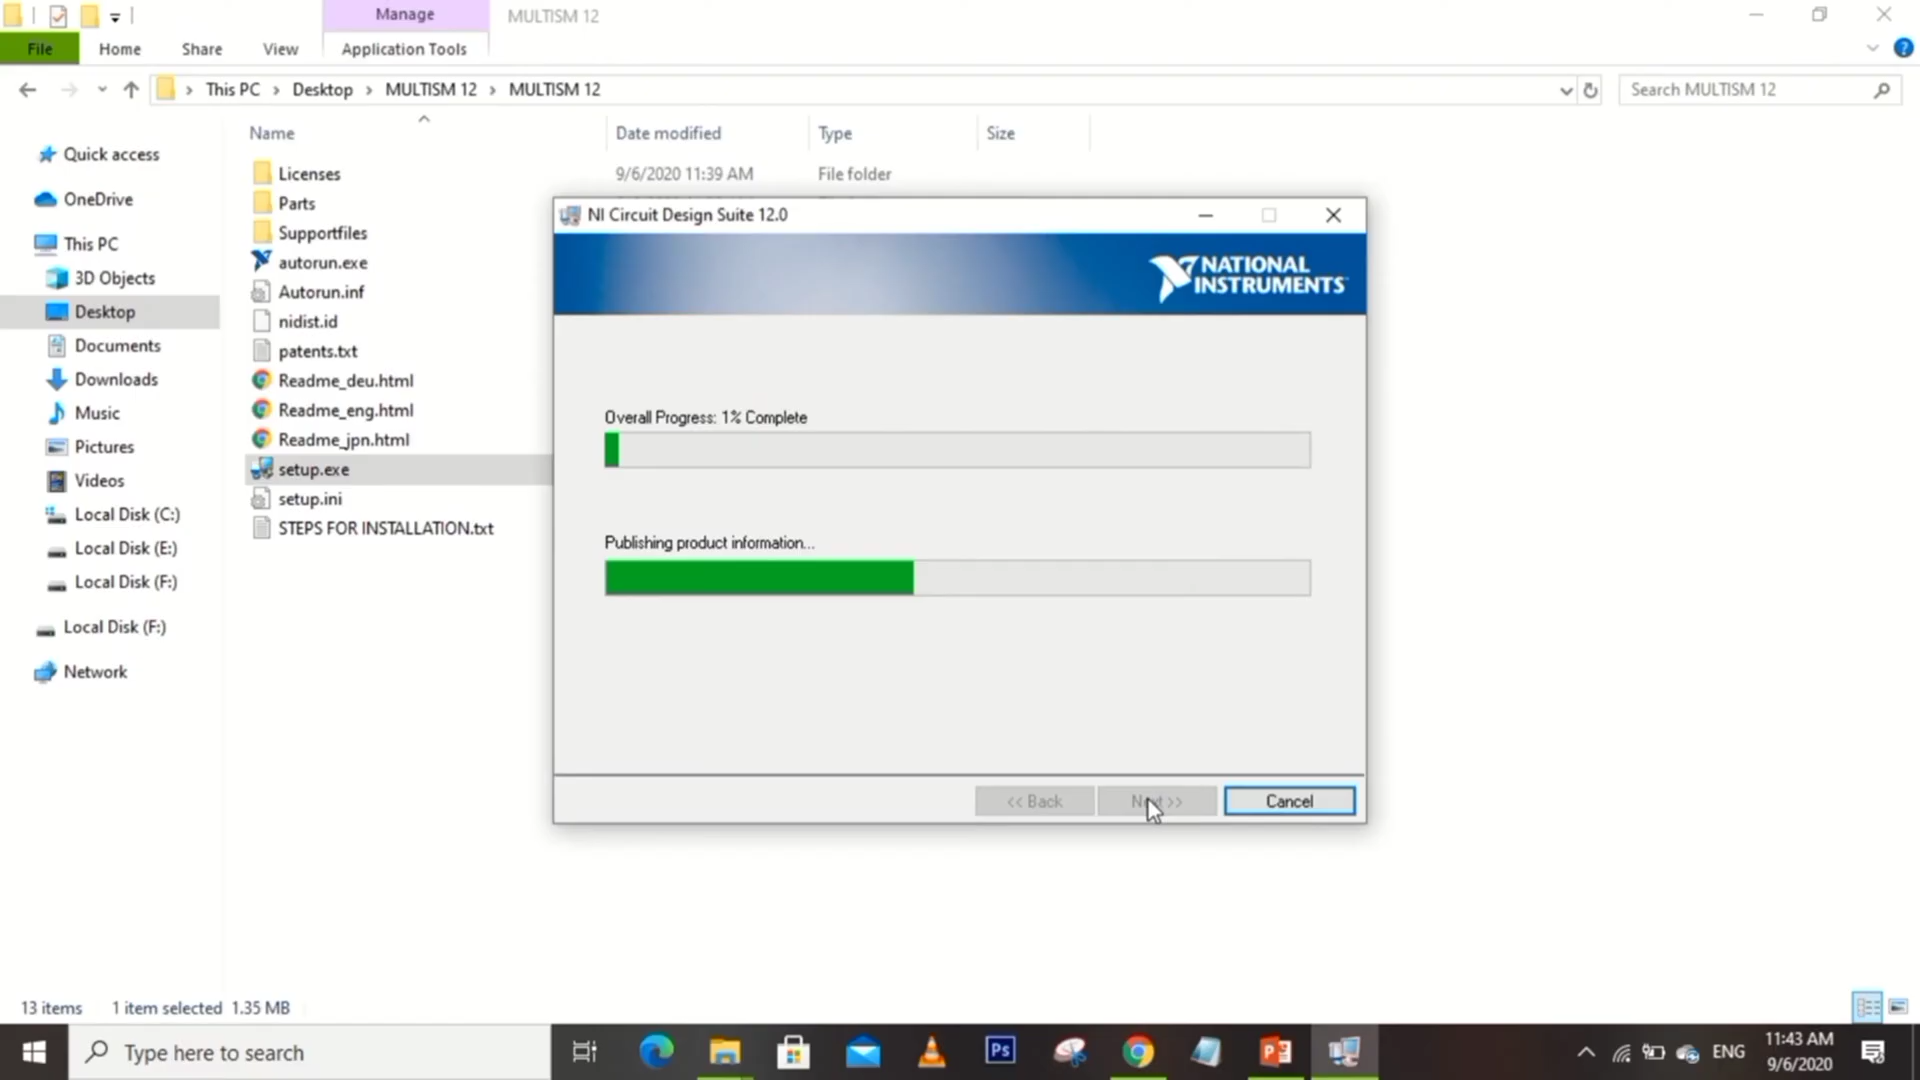 Manage
MULTISM 12
File
Home
Share
View
Application Tools
This PC
Desktop
MULTISM 12
MULTISM 12
Search MULTISM 12
Name
Date modified
Type
Size
Quick access
OneDrive
This PC
3D Objects
Desktop
Documents
Downloads
Music
Pictures
Videos
Local Disk (C:)
Local Disk (E:)
Local Disk (F:)
Local Disk (F:)
Network
Licenses
9/6/2020 11:39 AM
File folder
Parts
Supportfiles
autorun.exe
Autorun.inf
nidist.id
patents.txt
Readme_deu.html
Readme_eng.html
Readme_jpn.html
setup.exe
setup.ini
STEPS FOR INSTALLATION.txt
NI Circuit Design Suite 12.0
NATIONAL
INSTRUMENTS
Overall Progress: 1% Complete
Publishing product information...
<< Back
Next >>
Cancel
13 items
1 item selected 1.35 MB
Type here to search
Ps
ENG
11:43 AM
9/6/2020